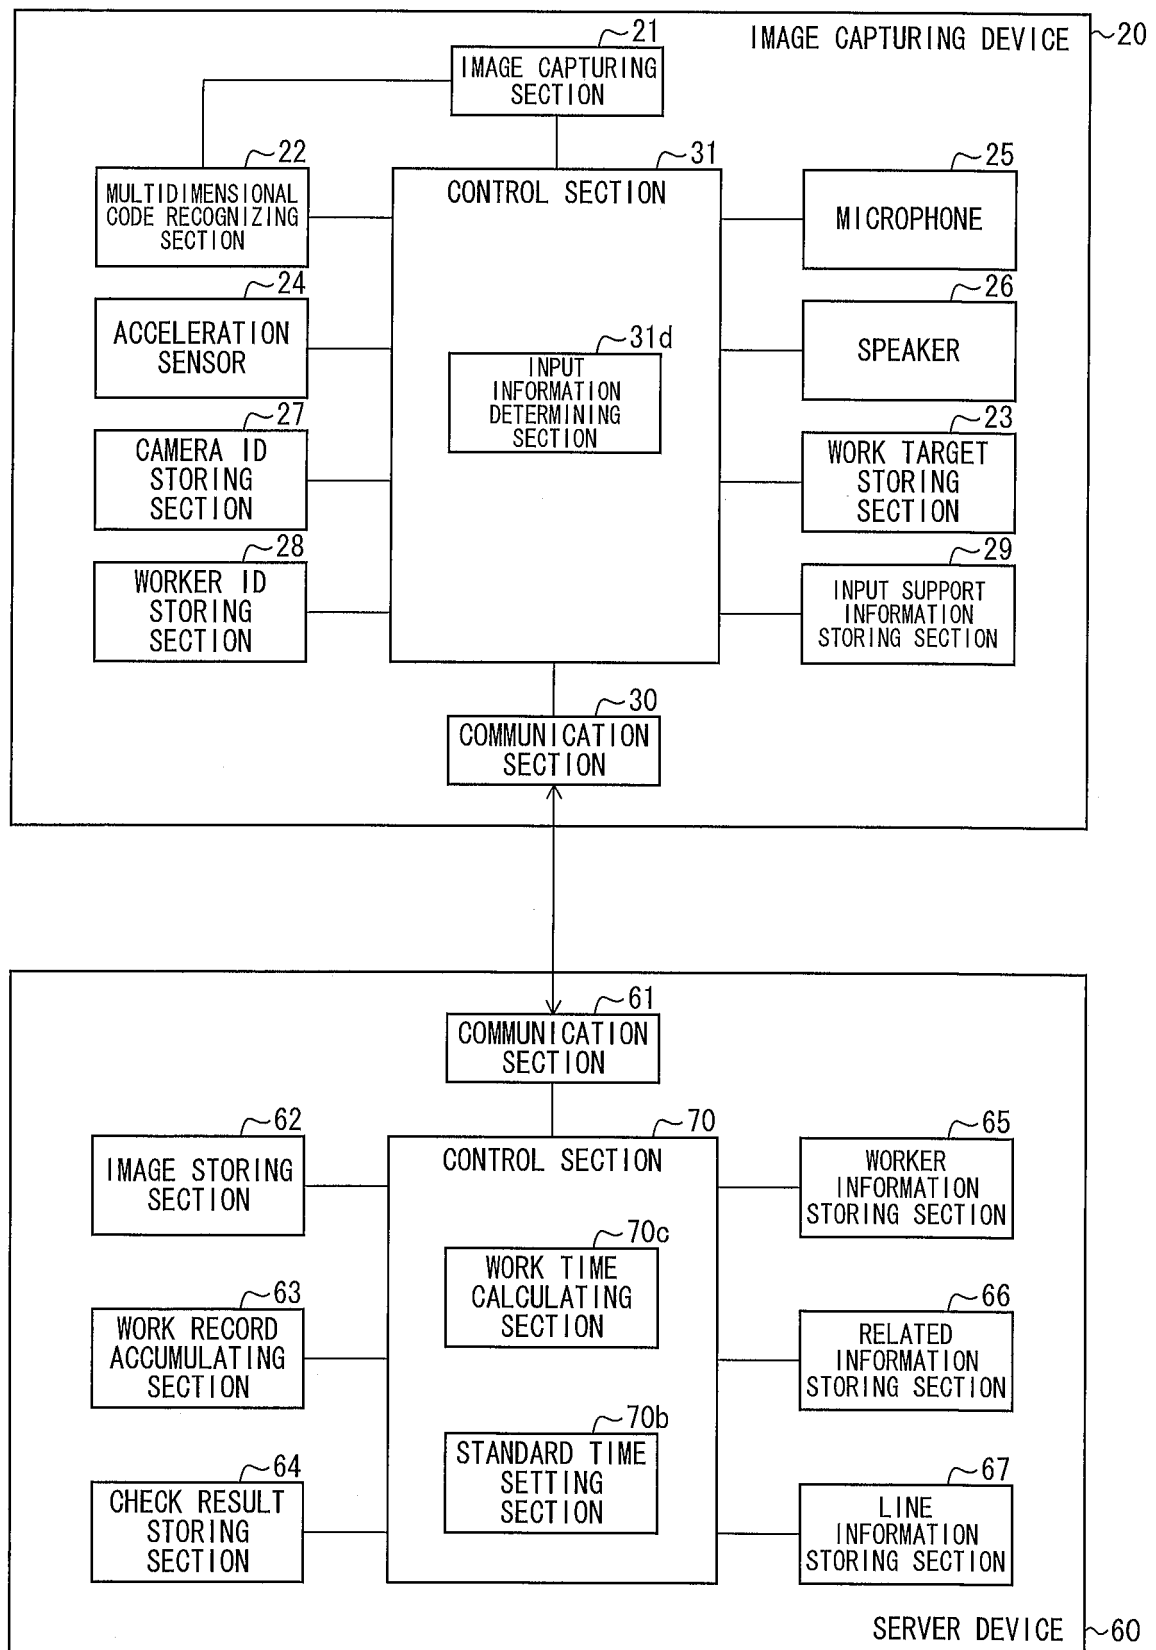 IMAGE CAPTURING DEVICE
20
21
IMAGE CAPTURING
SECTION
22
MULTIDIMENSIONAL
CODE RECOGNIZING
SECTION
31
CONTROL SECTION
25
MICROPHONE
24
ACCELERATION
SENSOR
31d
INPUT
INFORMATION
DETERMINING
SECTION
26
SPEAKER
27
CAMERA ID
STORING
SECTION
23
WORK TARGET
STORING
SECTION
28
WORKER ID
STORING
SECTION
29
INPUT SUPPORT
INFORMATION
STORING SECTION
30
COMMUNICATION
SECTION
61
COMMUNICATION
SECTION
62
IMAGE STORING
SECTION
70
CONTROL SECTION
65
WORKER
INFORMATION
STORING SECTION
70c
WORK TIME
CALCULATING
SECTION
63
WORK RECORD
ACCUMULATING
SECTION
66
RELATED
INFORMATION
STORING SECTION
70b
STANDARD TIME
SETTING
SECTION
64
CHECK RESULT
STORING
SECTION
67
LINE
INFORMATION
STORING SECTION
SERVER DEVICE
60